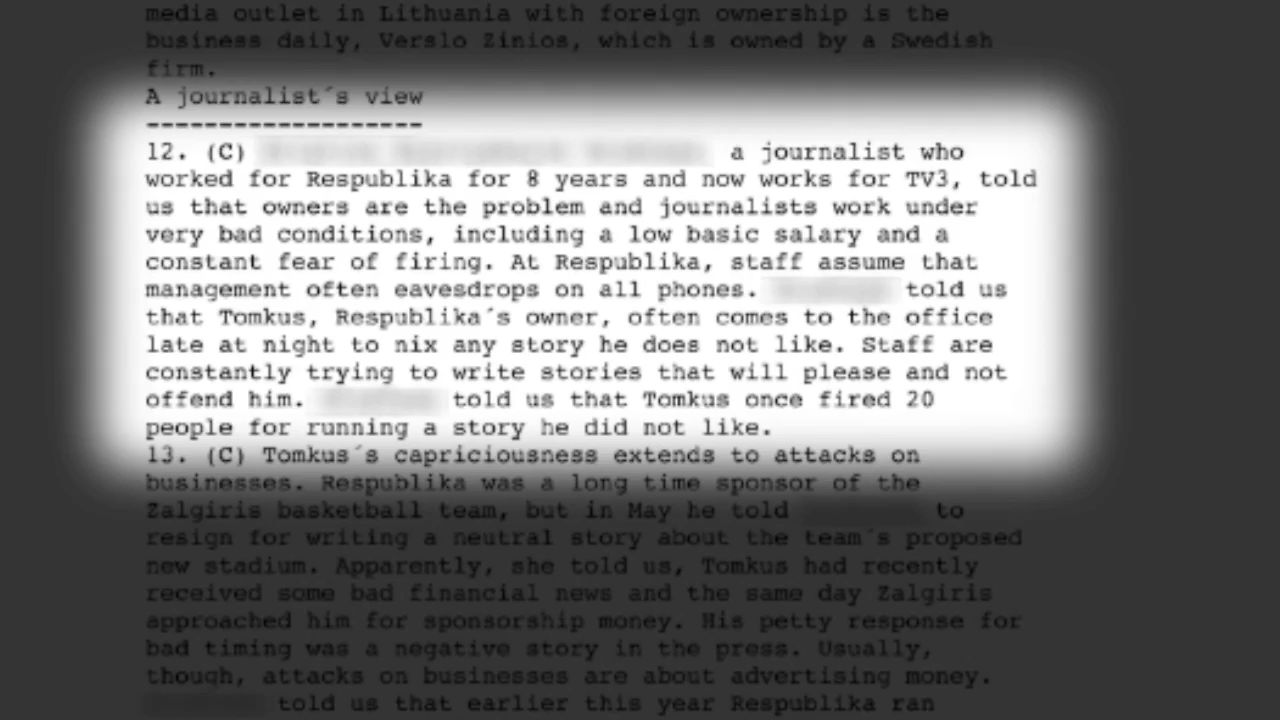 media outlet in Lithuania with foreign ownership is the
business daily, Verslo Zinios, which is owned by a Swedish
firm.
A journalist´s view
-------------------
12. (C) a journalist who
worked for Respublika for 8 years and now works for TV3, told
us that owners are the problem and journalists work under
very bad conditions, including a low basic salary and a
constant fear of firing. At Respublika, staff assume that
management often eavesdrops on all phones. told us
that Tomkus, Respublika´s owner, often comes to the office
late at night to nix any story he does not like. Staff are
constantly trying to write stories that will please and not
offend him. told us that Tomkus once fired 20
people for running a story he did not like.
13. (C) Tomkus´s capriciousness extends to attacks on
businesses. Respublika was a long time sponsor of the
Zalgiris basketball team, but in May he told to
resign for writing a neutral story about the team´s proposed
new stadium. Apparently, she told us, Tomkus had recently
received some bad financial news and the same day Zalgiris
approached him for sponsorship money. His petty response for
bad timing was a negative story in the press. Usually,
though, attacks on businesses are about advertising money.
told us that earlier this year Respublika ran